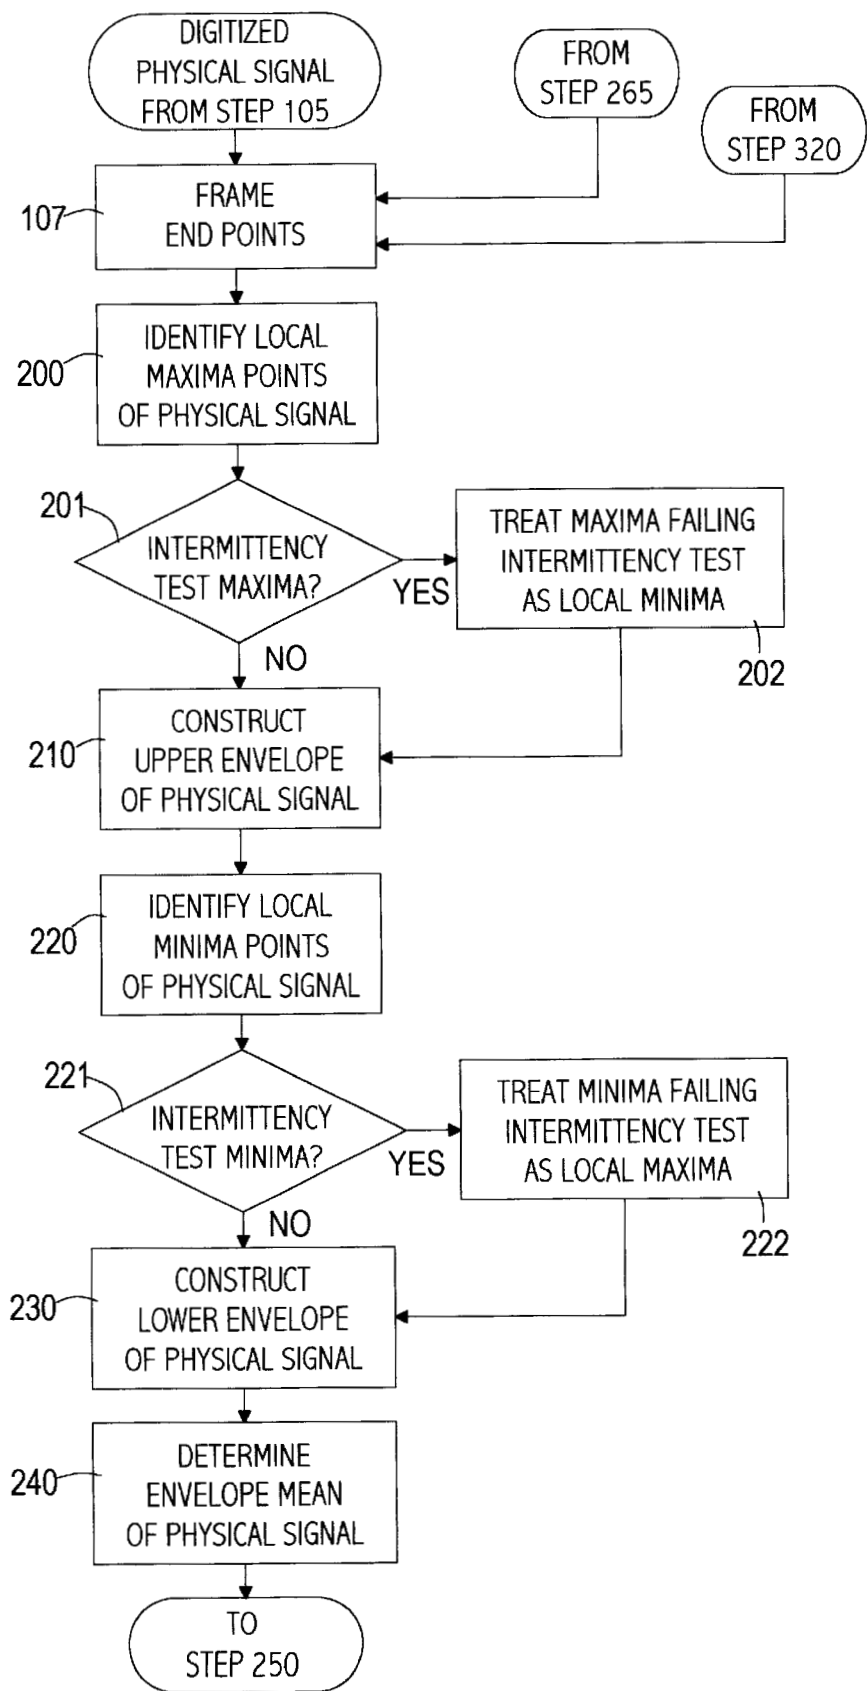 DIGITIZED
PHYSICAL SIGNAL
FROM STEP 105
FROM
STEP 265
FROM
STEP 320
107
FRAME
END POINTS
200
IDENTIFY LOCAL
MAXIMA POINTS
OF PHYSICAL SIGNAL
201
INTERMITTENCY
TEST MAXIMA?
YES
TREAT MAXIMA FAILING
INTERMITTENCY TEST
AS LOCAL MINIMA
202
NO
210
CONSTRUCT
UPPER ENVELOPE
OF PHYSICAL SIGNAL
220
IDENTIFY LOCAL
MINIMA POINTS
OF PHYSICAL SIGNAL
221
INTERMITTENCY
TEST MINIMA?
YES
TREAT MINIMA FAILING
INTERMITTENCY TEST
AS LOCAL MAXIMA
222
NO
230
CONSTRUCT
LOWER ENVELOPE
OF PHYSICAL SIGNAL
240
DETERMINE
ENVELOPE MEAN
OF PHYSICAL SIGNAL
TO
STEP 250